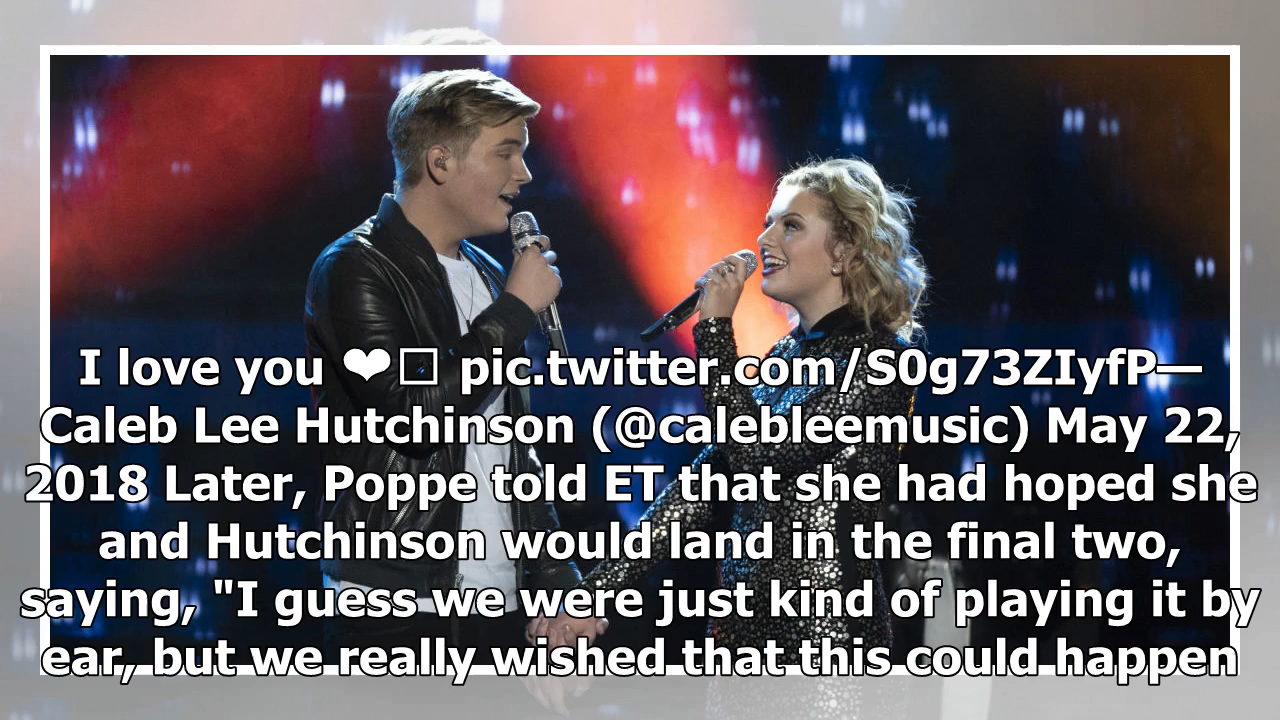 I love you ❤□ pic.twitter.com/S0g73ZIyfP—
Caleb Lee Hutchinson (@calebleemusic) May 22,
2018 Later, Poppe told ET that she had hoped she
and Hutchinson would land in the final two,
saying, "I guess we were just kind of playing it by
ear, but we really wished that this could happen